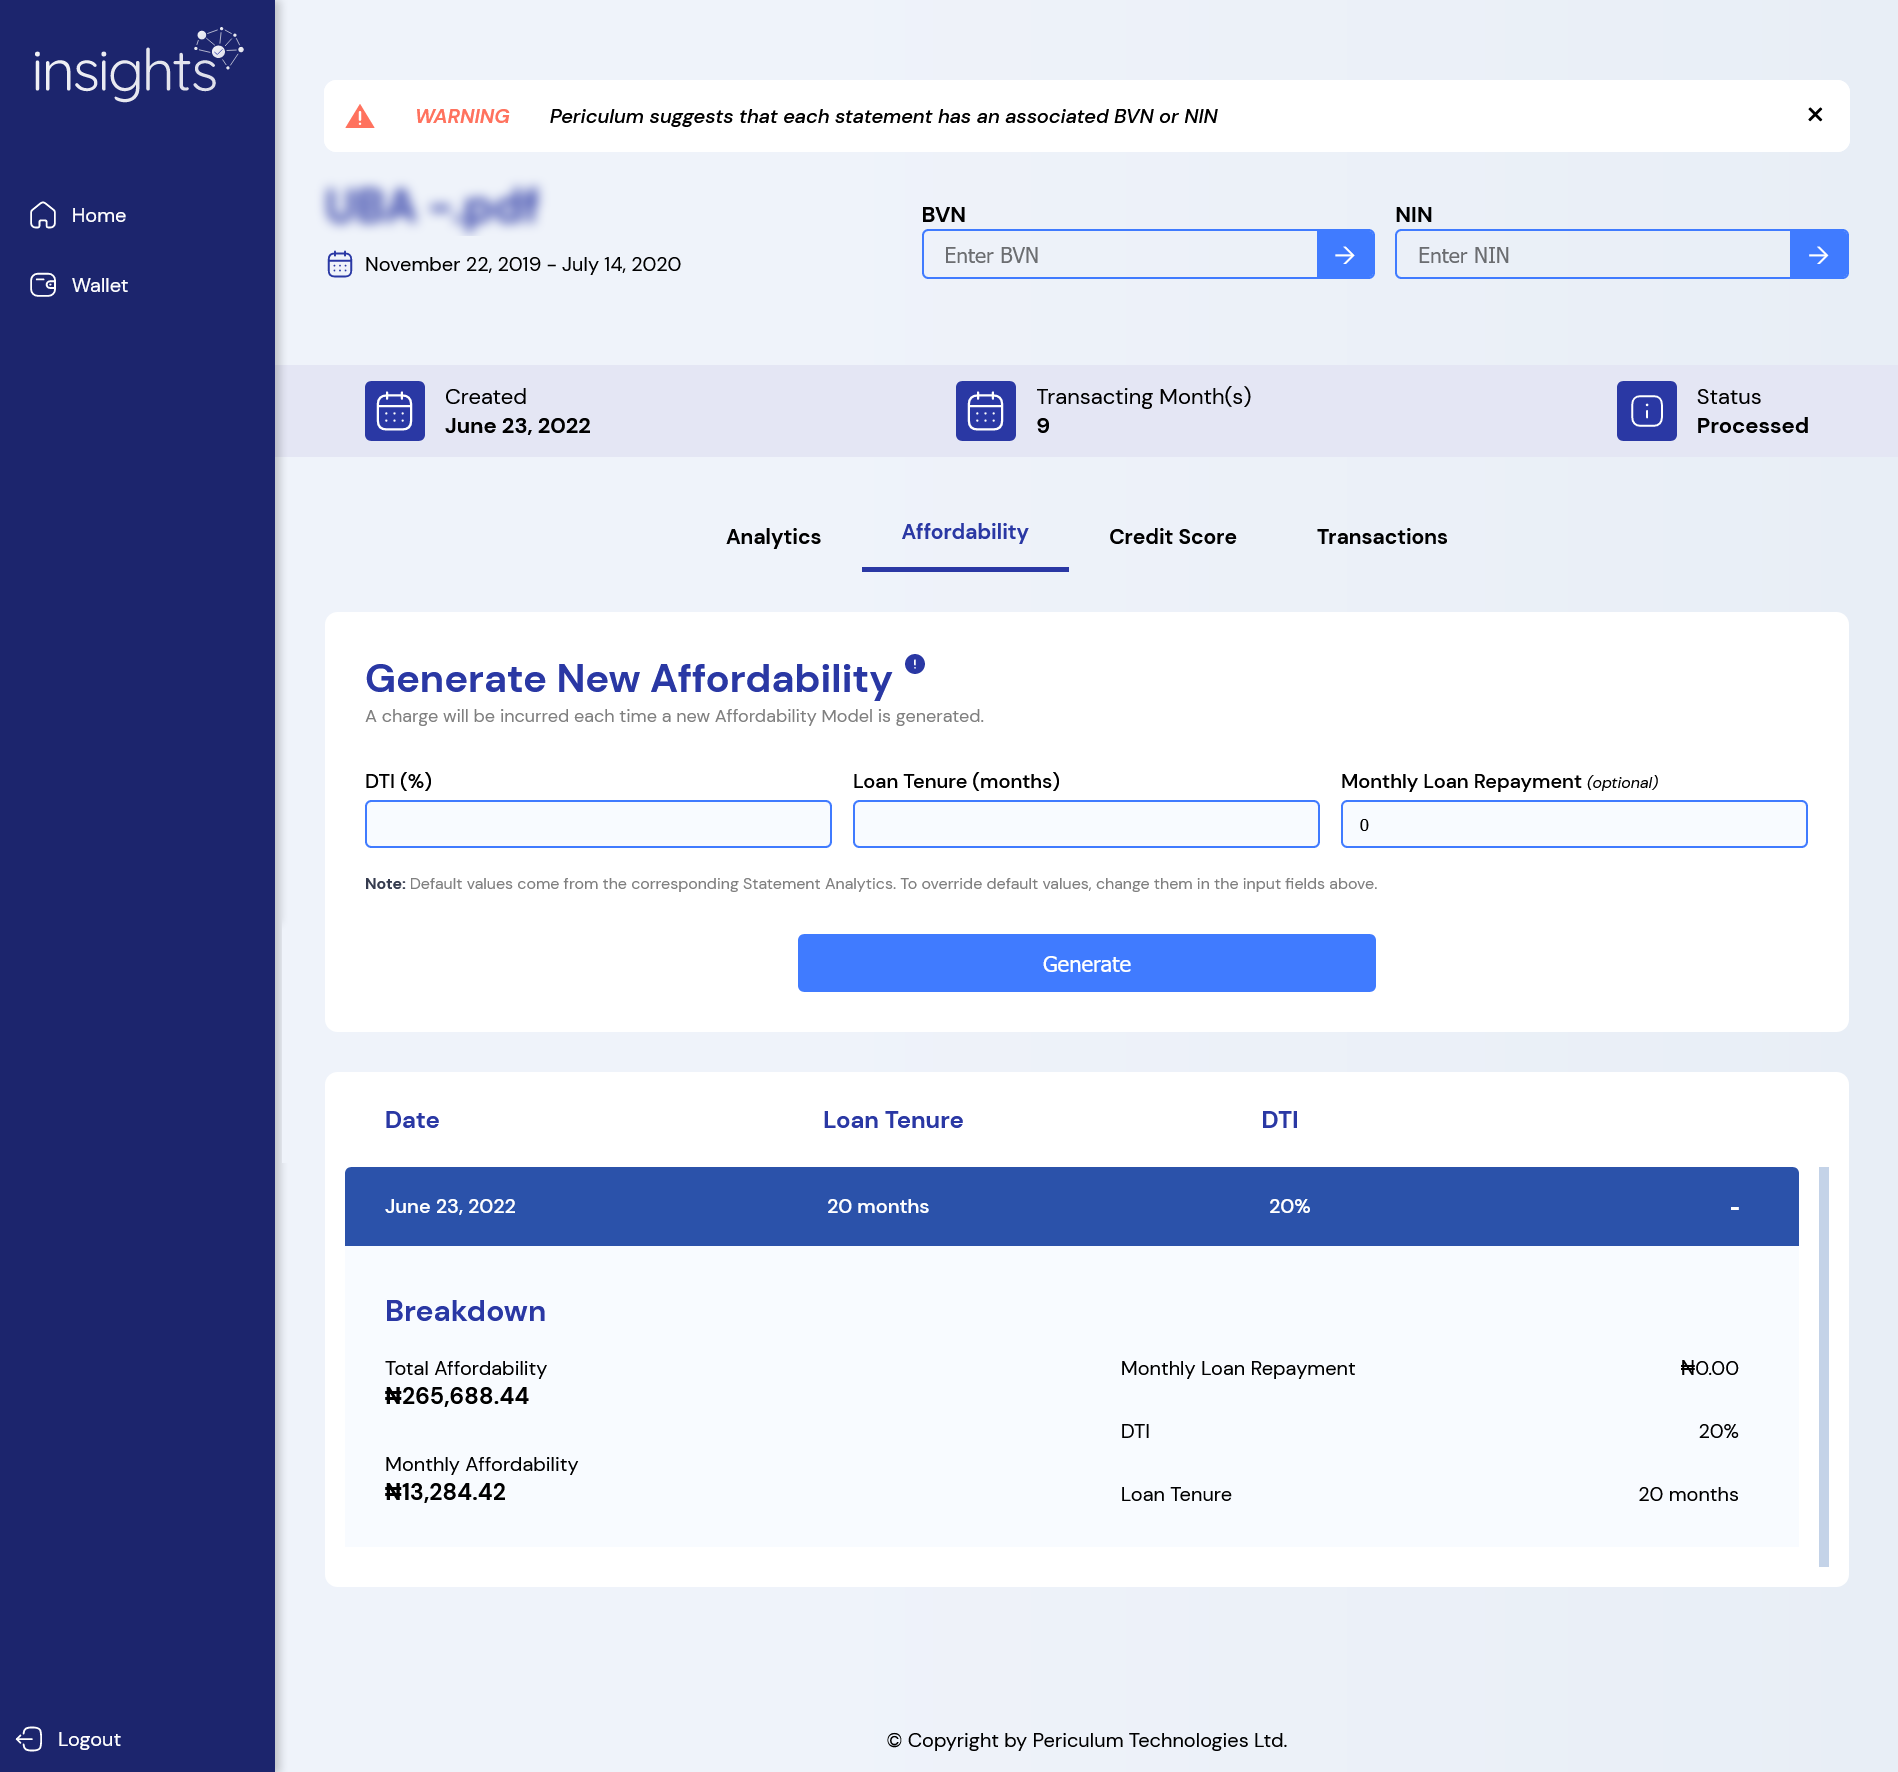 insights
Home
Wallet
Logout
WARNING Periculum suggests that each statement has an associated BVN or NIN ×
UBA -.pdf
November 22, 2019 - July 14, 2020
BVN
Enter BVN
NIN
Enter NIN
Created
June 23, 2022
Transacting Month(s)
9
Status
Processed
Analytics Affordability Credit Score Transactions
Generate New Affordability
A charge will be incurred each time a new Affordability Model is generated.
DTI (%)
Loan Tenure (months)
Monthly Loan Repayment (optional)
0
Note: Default values come from the corresponding Statement Analytics. To override default values, change them in the input fields above.
Generate
Date Loan Tenure DTI
June 23, 2022 20 months 20% -
Breakdown
Total Affordability
₦265,688.44
Monthly Affordability
₦13,284.42
Monthly Loan Repayment ₦0.00
DTI 20%
Loan Tenure 20 months
© Copyright by Periculum Technologies Ltd.